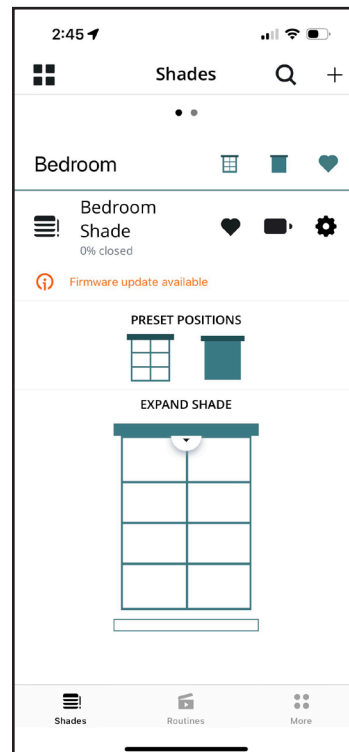 2:45
Shades
Bedroom
Bedroom
Shade
0% closed
Firmware update available
PRESET POSITIONS
EXPAND SHADE
Shades
Routines
More